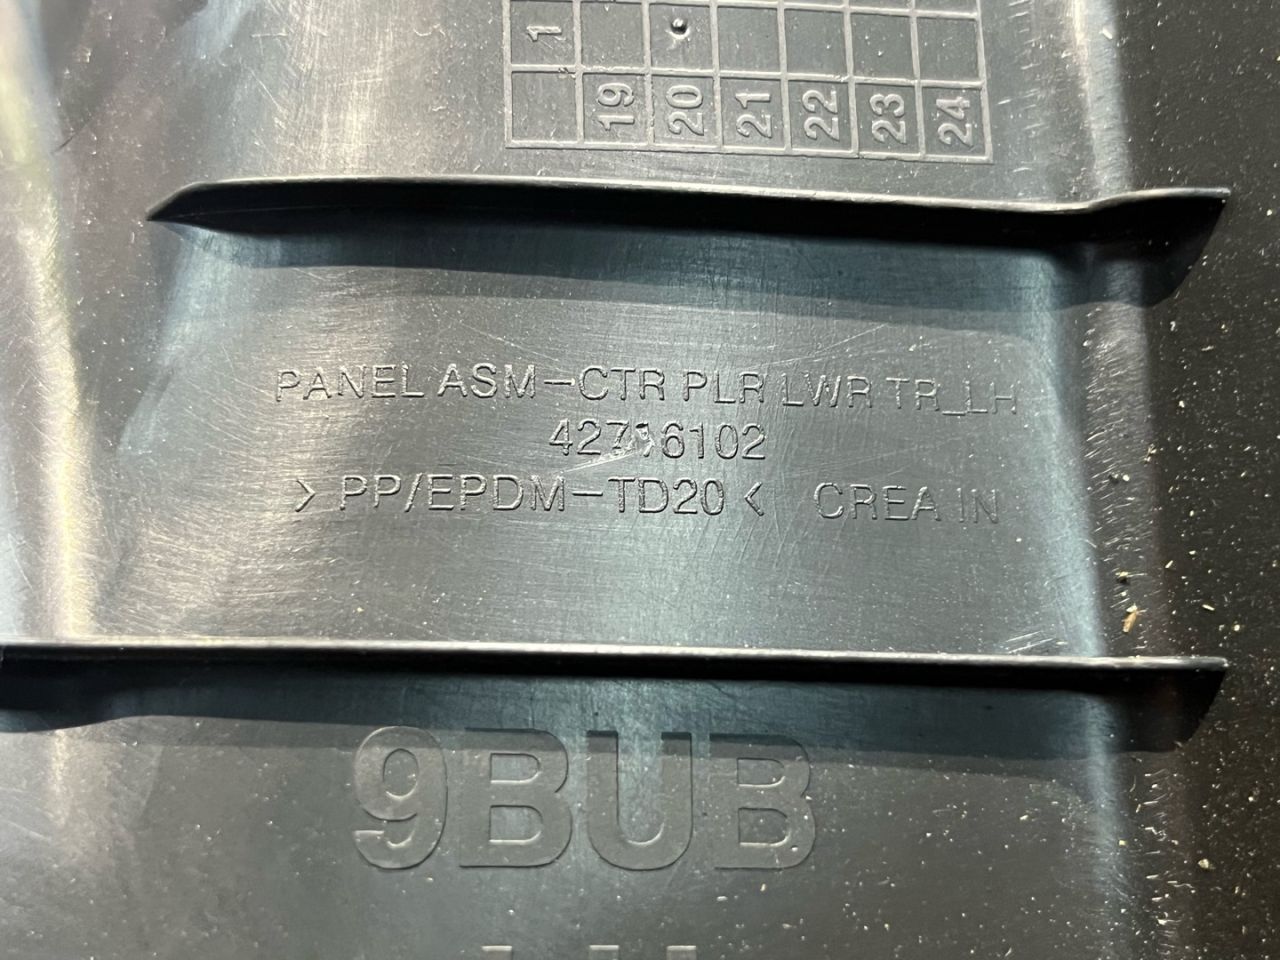 1
19 20 21 22 23 24
PANEL ASM-CTR PLR LWR TR_LH
>PP/EPDM-TD20< CREA IN
9BUB